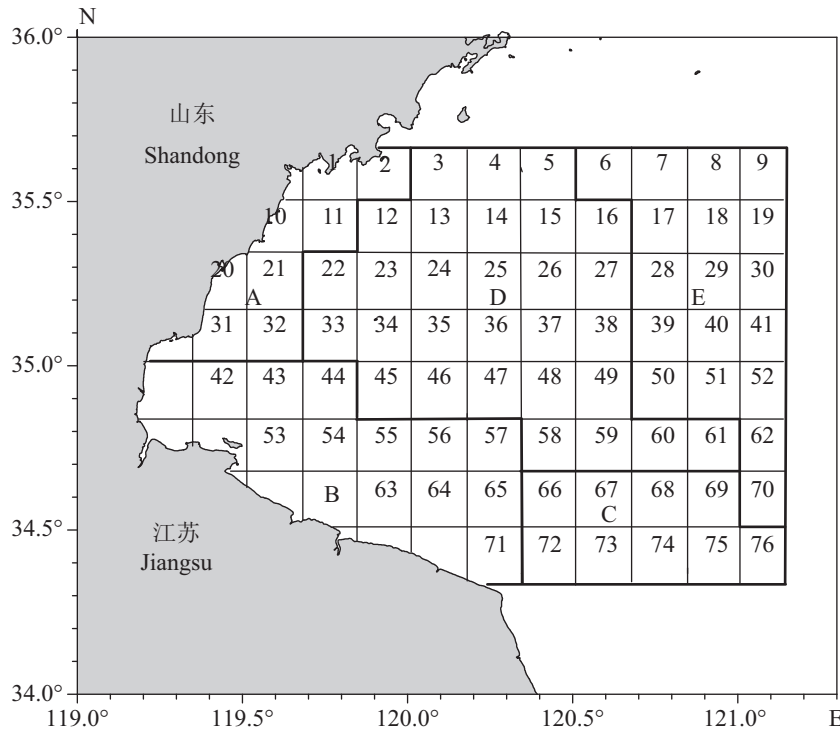 N
36.0°
山东
Shandong
1 2 3 4 5 6 7 8 9
35.5°
10 11 12 13 14 15 16 17 18 19
20 21 22 23 24 25 26 27 28 29 30
A D E
31 32 33 34 35 36 37 38 39 40 41
35.0°
42 43 44 45 46 47 48 49 50 51 52
53 54 55 56 57 58 59 60 61 62
B 63 64 65 66 67 68 69 70
C
34.5°
江苏
Jiangsu
71 72 73 74 75 76
34.0°
119.0° 119.5° 120.0° 120.5° 121.0° E